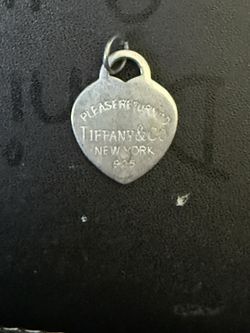 PLEASE RETURN TO
TIFFANY & CO
NEW YORK
925